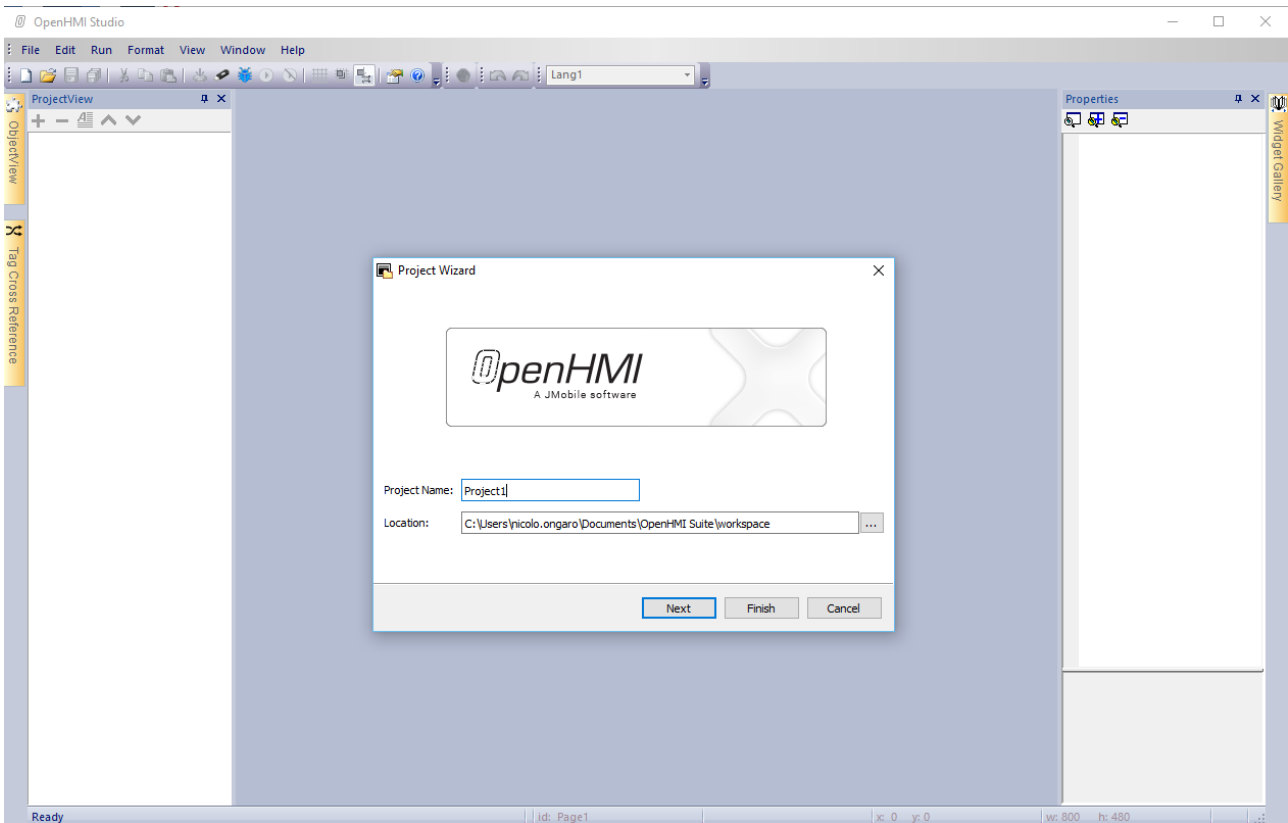 OpenHMI Studio
File Edit Run Format View Window Help
Lang1
ProjectView
Properties
ObjectView
Tag Cross Reference
Widget Gallery
Project Wizard
OpenHMI
A JMobile software
Project Name: Project1
Location: C:\Users\nicolo.ongaro\Documents\OpenHMI Suite\workspace ...
Next Finish Cancel
Ready id: Page1 x: 0 y: 0 w: 800 h: 480